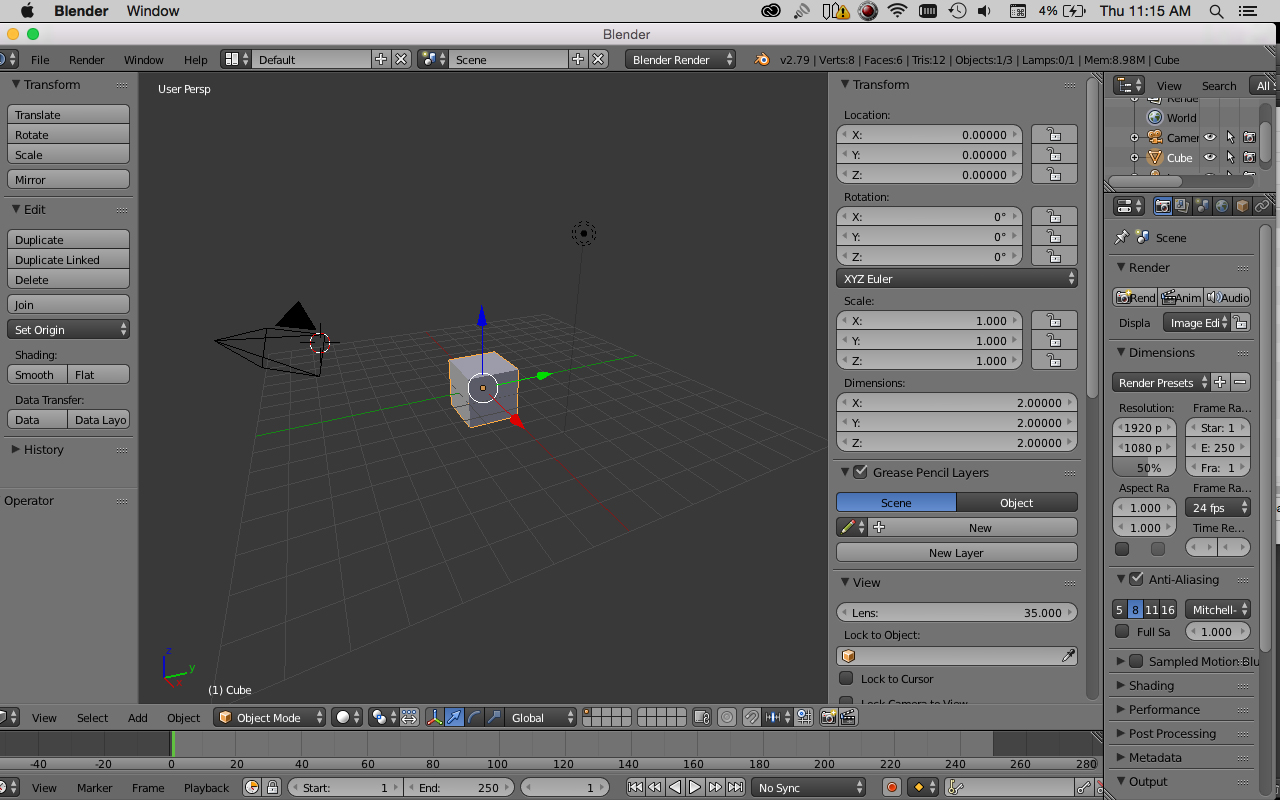 Blender Window 4% Thu 11:15 AM
Blender
File Render Window Help Default Scene Blender Render v2.79 | Verts:8 | Faces:6 | Tris:12 | Objects:1/3 | Lamps:0/1 | Mem:8.98M | Cube
Transform
Translate
Rotate
Scale
Mirror
Edit
Duplicate
Duplicate Linked
Delete
Join
Set Origin
Shading:
Smooth Flat
Data Transfer:
Data Data Layo
History
Operator
User Persp
z
y
x
(1) Cube
Transform
Location:
X: 0.00000
Y: 0.00000
Z: 0.00000
Rotation:
X: 0°
Y: 0°
Z: 0°
XYZ Euler
Scale:
X: 1.000
Y: 1.000
Z: 1.000
Dimensions:
X: 2.00000
Y: 2.00000
Z: 2.00000
Grease Pencil Layers
Scene Object
New
New Layer
View
Lens: 35.000
Lock to Object:
Lock to Cursor
Lock Camera to View
View Search All S
Rende
World
Camer
Cube
Scene
Render
Rend Anim Audio
Displa Image Edi
Dimensions
Render Presets
Resolution: Frame Ra...
1920 p Star: 1
1080 p E: 250
50% Fra: 1
Aspect Ra Frame Ra...
1.000 24 fps
1.000 Time Re...
Anti-Aliasing
5 8 11 16 Mitchell-
Full Sa 1.000
Sampled Motion Blu
Shading
Performance
Post Processing
Metadata
Output
View Select Add Object Object Mode Global
-40 -20 0 20 40 60 80 100 120 140 160 180 200 220 240 260 280
View Marker Frame Playback Start: 1 End: 250 1 No Sync